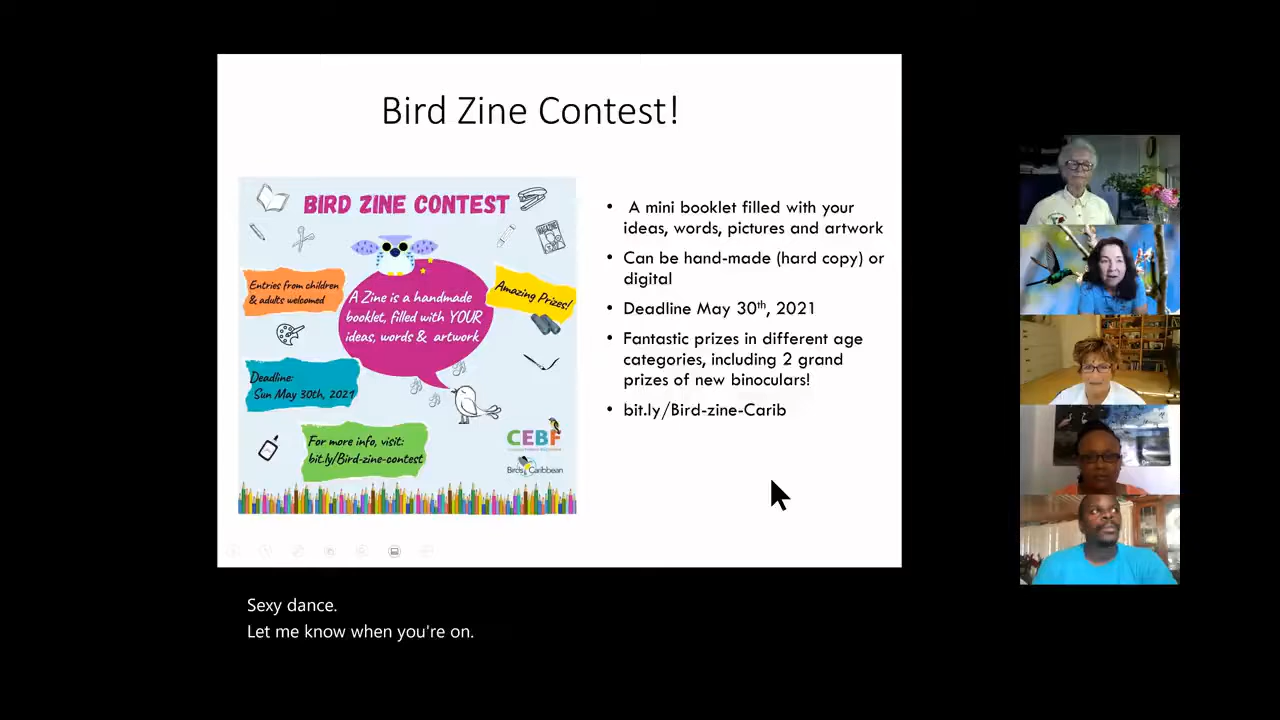 Bird Zine Contest!
BIRD ZINE CONTEST
MAGAZINE
Entries from children
& adults welcomed
A Zine is a handmade
booklet, filled with YOUR
ideas, words & artwork
Amazing Prizes!
Deadline:
Sun May 30th, 2021
For more info, visit:
bit.ly/Bird-zine-contest
CEBF
BirdsCaribbean
• A mini booklet filled with your
ideas, words, pictures and artwork
• Can be hand-made (hard copy) or
digital
• Deadline May 30th, 2021
• Fantastic prizes in different age
categories, including 2 grand
prizes of new binoculars!
• bit.ly/Bird-zine-Carib
Sexy dance.
Let me know when you're on.